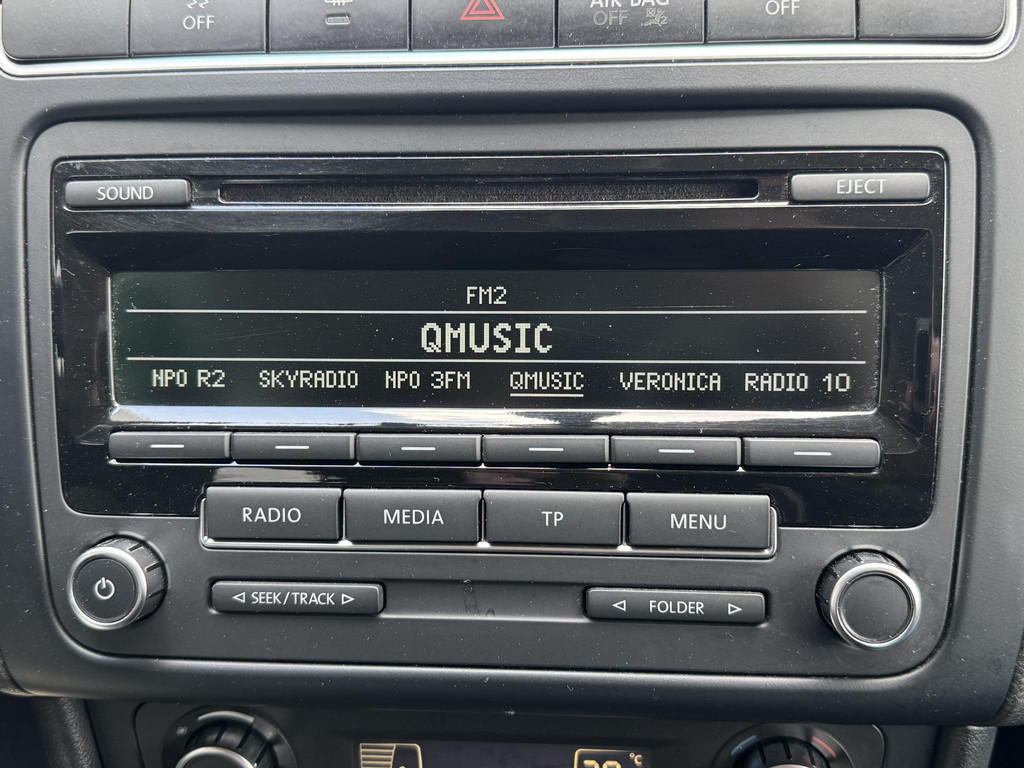 OFF
AIR BAG
OFF
OFF
SOUND
EJECT
FM2
QMUSIC
NPO R2 SKYRADIO NPO 3FM QMUSIC VERONICA RADIO 10
RADIO MEDIA TP MENU
SEEK/TRACK
FOLDER
°C